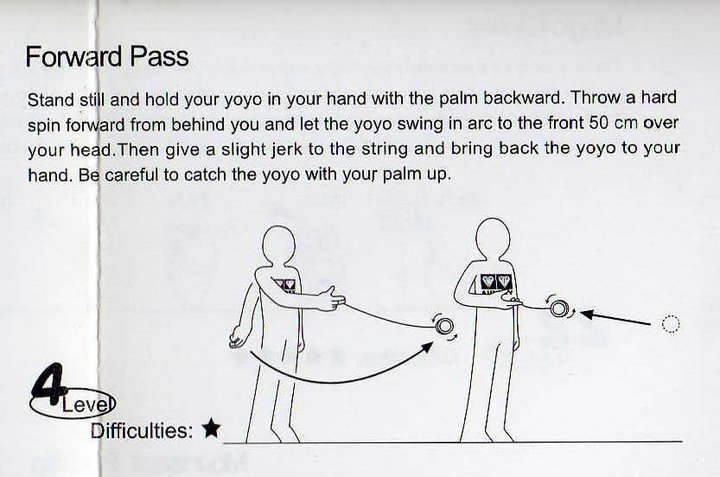 Forward Pass
Stand still and hold your yoyo in your hand with the palm backward. Throw a hard
spin forward from behind you and let the yoyo swing in arc to the front 50 cm over
your head.Then give a slight jerk to the string and bring back the yoyo to your
hand. Be careful to catch the yoyo with your palm up.
4
Level
Difficulties: ★